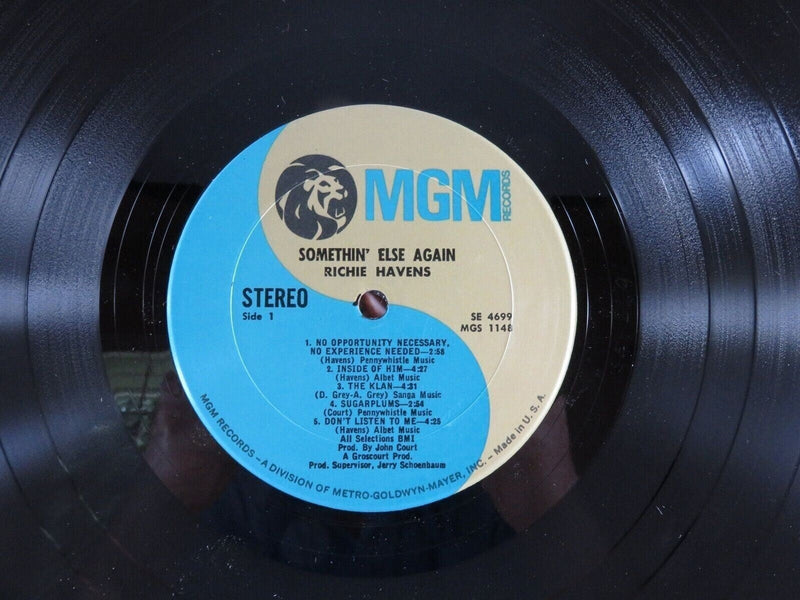 MGM
RECORDS
SOMETHIN' ELSE AGAIN
RICHIE HAVENS
STEREO
Side 1
SE 4699
MGS 1148
1. NO OPPORTUNITY NECESSARY,
NO EXPERIENCE NEEDED—2:58
(Havens) Pennywhistle Music
2. INSIDE OF HIM—4:27
(Havens) Albet Music
3. THE KLAN—4:31
(D. Grey-A. Grey) Sanga Music
4. SUGARPLUMS—2:54
(Court) Pennywhistle Music
5. DON'T LISTEN TO ME—4:25
(Havens) Albet Music
All Selections BMI
Prod. By John Court
A Groscourt Prod.
Prod. Supervisor, Jerry Schoenbaum
MGM RECORDS – A DIVISION OF METRO-GOLDWYN-MAYER, INC. – Made in U. S. A.